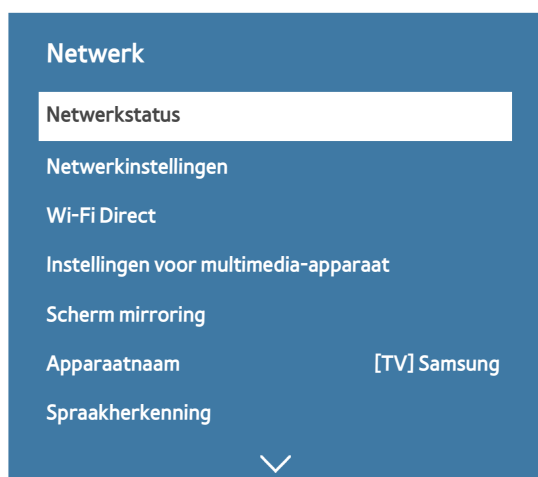 Netwerk
Netwerkstatus
Netwerkinstellingen
Wi-Fi Direct
Instellingen voor multimedia-apparaat
Scherm mirroring
Apparaatnaam [TV] Samsung
Spraakherkenning